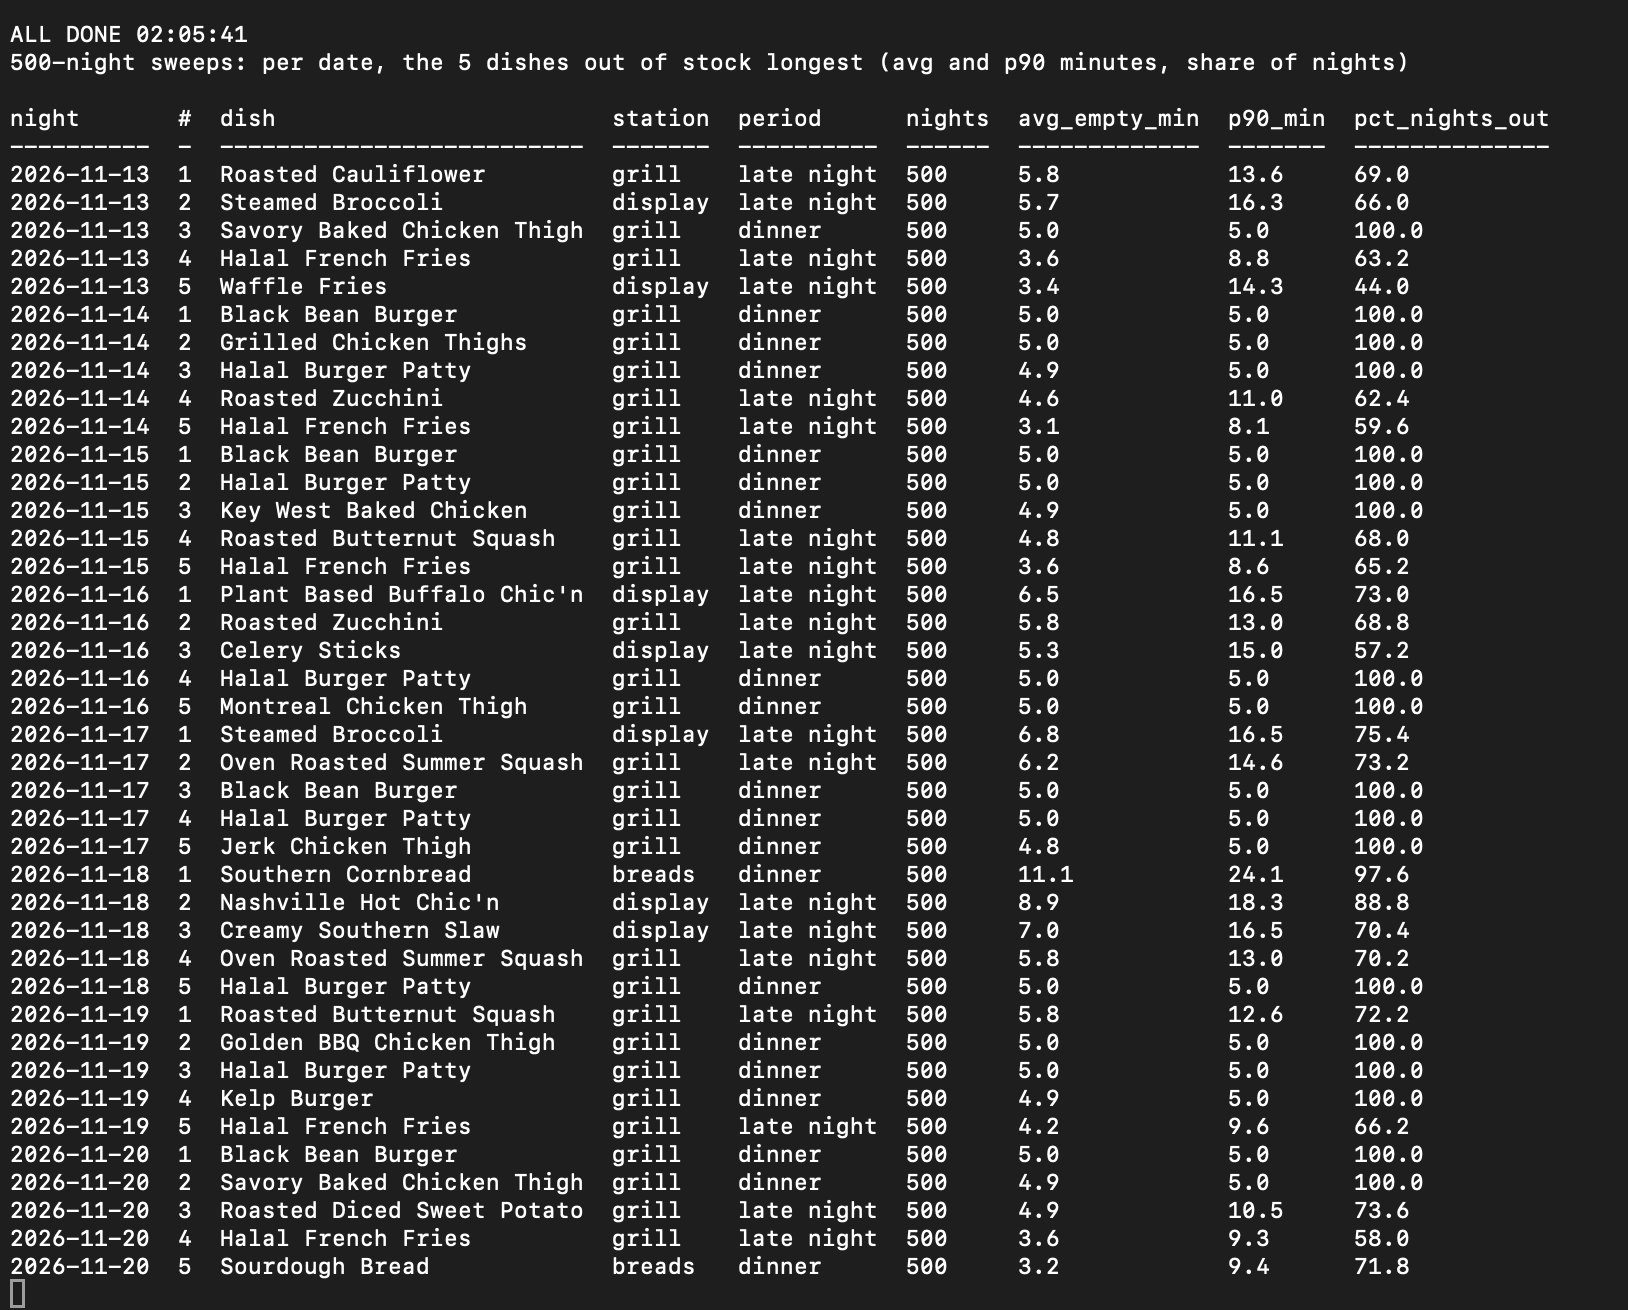 ALL DONE 02:05:41
500-night sweeps: per date, the 5 dishes out of stock longest (avg and p90 minutes, share of nights)
night       #  dish                        station  period      nights  avg_empty_min  p90_min  pct_nights_out
----------  -  --------------------------  -------  ----------  ------  -------------  -------  --------------
2026-11-13  1  Roasted Cauliflower         grill    late night  500     5.8            13.6     69.0
2026-11-13  2  Steamed Broccoli            display  late night  500     5.7            16.3     66.0
2026-11-13  3  Savory Baked Chicken Thigh  grill    dinner      500     5.0            5.0      100.0
2026-11-13  4  Halal French Fries          grill    late night  500     3.6            8.8      63.2
2026-11-13  5  Waffle Fries                display  late night  500     3.4            14.3     44.0
2026-11-14  1  Black Bean Burger           grill    dinner      500     5.0            5.0      100.0
2026-11-14  2  Grilled Chicken Thighs      grill    dinner      500     5.0            5.0      100.0
2026-11-14  3  Halal Burger Patty          grill    dinner      500     4.9            5.0      100.0
2026-11-14  4  Roasted Zucchini            grill    late night  500     4.6            11.0     62.4
2026-11-14  5  Halal French Fries          grill    late night  500     3.1            8.1      59.6
2026-11-15  1  Black Bean Burger           grill    dinner      500     5.0            5.0      100.0
2026-11-15  2  Halal Burger Patty          grill    dinner      500     5.0            5.0      100.0
2026-11-15  3  Key West Baked Chicken      grill    dinner      500     4.9            5.0      100.0
2026-11-15  4  Roasted Butternut Squash    grill    late night  500     4.8            11.1     68.0
2026-11-15  5  Halal French Fries          grill    late night  500     3.6            8.6      65.2
2026-11-16  1  Plant Based Buffalo Chic'n  display  late night  500     6.5            16.5     73.0
2026-11-16  2  Roasted Zucchini            grill    late night  500     5.8            13.0     68.8
2026-11-16  3  Celery Sticks               display  late night  500     5.3            15.0     57.2
2026-11-16  4  Halal Burger Patty          grill    dinner      500     5.0            5.0      100.0
2026-11-16  5  Montreal Chicken Thigh      grill    dinner      500     5.0            5.0      100.0
2026-11-17  1  Steamed Broccoli            display  late night  500     6.8            16.5     75.4
2026-11-17  2  Oven Roasted Summer Squash  grill    late night  500     6.2            14.6     73.2
2026-11-17  3  Black Bean Burger           grill    dinner      500     5.0            5.0      100.0
2026-11-17  4  Halal Burger Patty          grill    dinner      500     5.0            5.0      100.0
2026-11-17  5  Jerk Chicken Thigh          grill    dinner      500     4.8            5.0      100.0
2026-11-18  1  Southern Cornbread          breads   dinner      500     11.1           24.1     97.6
2026-11-18  2  Nashville Hot Chic'n        display  late night  500     8.9            18.3     88.8
2026-11-18  3  Creamy Southern Slaw        display  late night  500     7.0            16.5     70.4
2026-11-18  4  Oven Roasted Summer Squash  grill    late night  500     5.8            13.0     70.2
2026-11-18  5  Halal Burger Patty          grill    dinner      500     5.0            5.0      100.0
2026-11-19  1  Roasted Butternut Squash    grill    late night  500     5.8            12.6     72.2
2026-11-19  2  Golden BBQ Chicken Thigh    grill    dinner      500     5.0            5.0      100.0
2026-11-19  3  Halal Burger Patty          grill    dinner      500     5.0            5.0      100.0
2026-11-19  4  Kelp Burger                 grill    dinner      500     4.9            5.0      100.0
2026-11-19  5  Halal French Fries          grill    late night  500     4.2            9.6      66.2
2026-11-20  1  Black Bean Burger           grill    dinner      500     5.0            5.0      100.0
2026-11-20  2  Savory Baked Chicken Thigh  grill    dinner      500     4.9            5.0      100.0
2026-11-20  3  Roasted Diced Sweet Potato  grill    late night  500     4.9            10.5     73.6
2026-11-20  4  Halal French Fries          grill    late night  500     3.6            9.3      58.0
2026-11-20  5  Sourdough Bread             breads   dinner      500     3.2            9.4      71.8